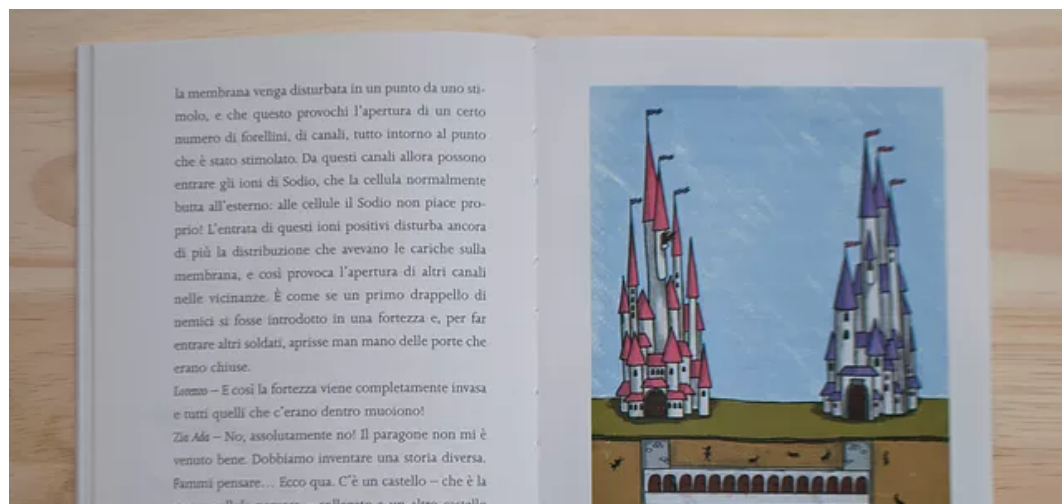 la membrana venga disturbata in un punto da uno sti-
molo, e che questo provochi l'apertura di un certo
numero di forellini, di canali, tutto intorno al punto
che è stato stimolato. Da questi canali allora possono
entrare gli ioni di Sodio, che la cellula normalmente
butta all'esterno: alle cellule il Sodio non piace pro-
prio! L'entrata di questi ioni positivi disturba ancora
di più la distribuzione che avevano le cariche sulla
membrana, e così provoca l'apertura di altri canali
nelle vicinanze. È come se un primo drappello di
nemici si fosse introdotto in una fortezza e, per far
entrare altri soldati, aprisse man mano delle porte che
erano chiuse.
Lorenzo – E così la fortezza viene completamente invasa
e tutti quelli che c'erano dentro muoiono!
Zia Ada – No, assolutamente no! Il paragone non mi è
venuto bene. Dobbiamo inventare una storia diversa.
Fammi pensare… Ecco qua. C'è un castello – che è la
collegato a un altro castello